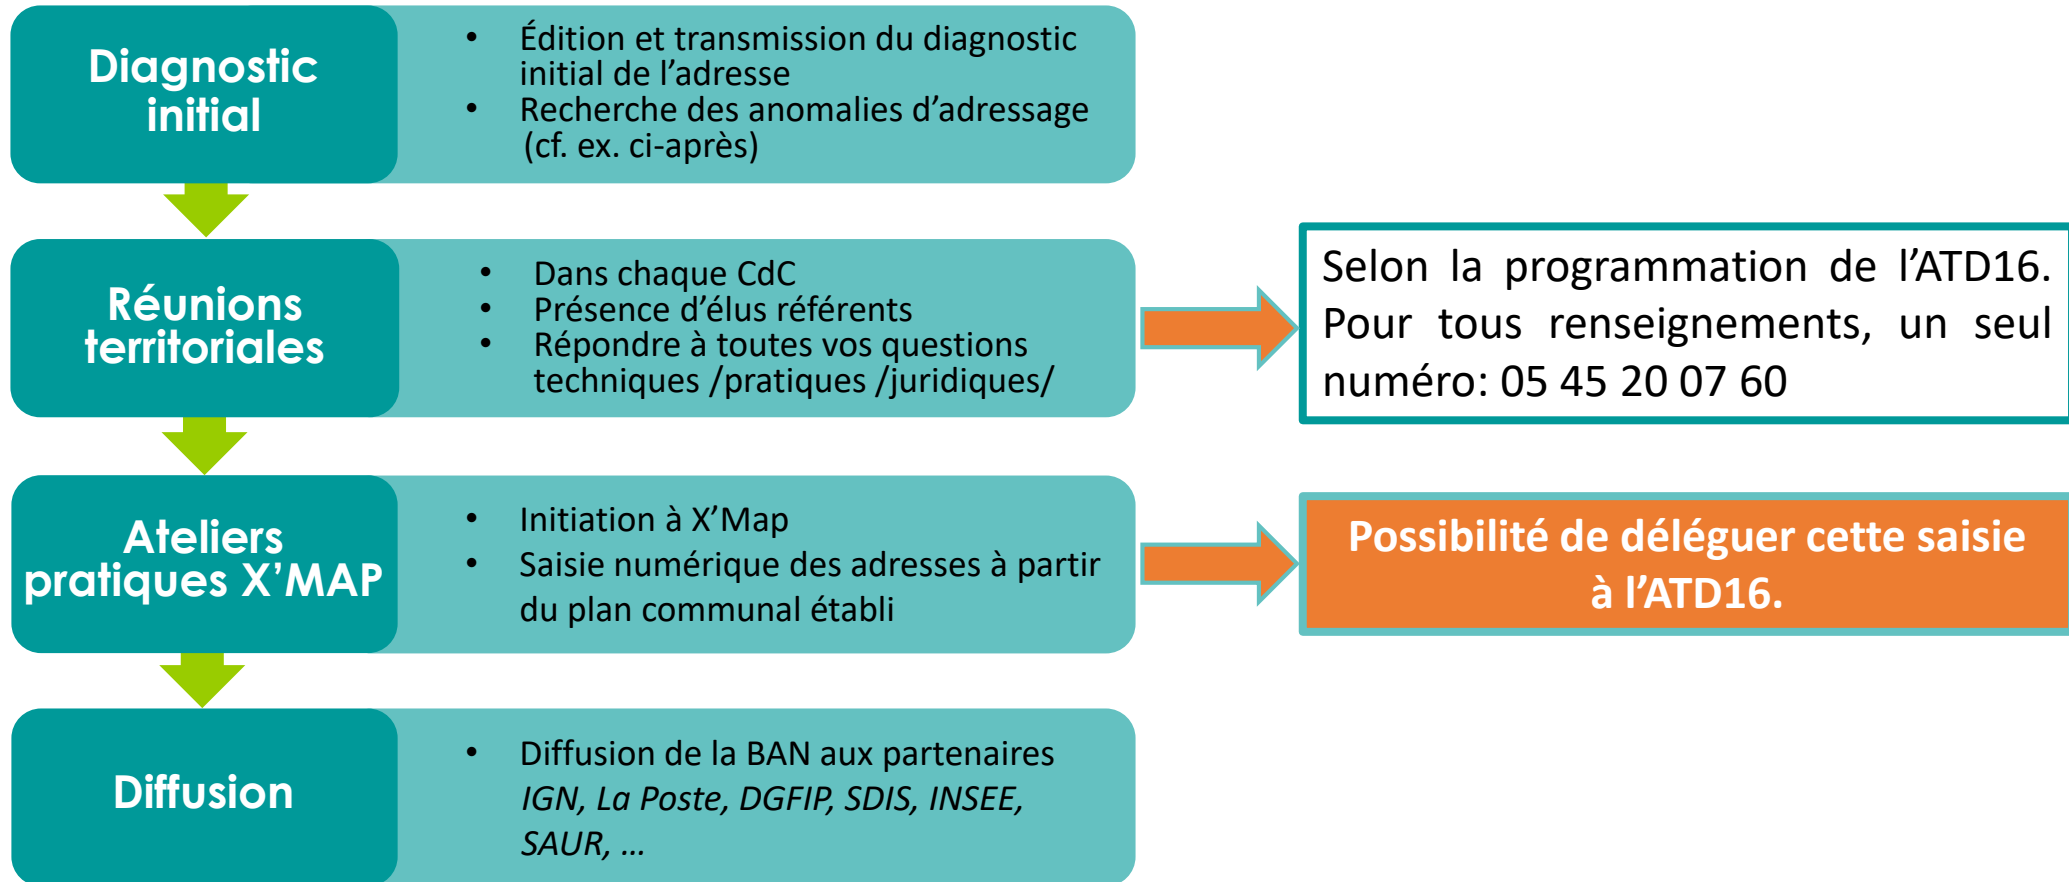 Diagnostic
initial
• Édition et transmission du diagnostic
initial de l’adresse
• Recherche des anomalies d’adressage
(cf. ex. ci-après)
Réunions
territoriales
• Dans chaque CdC
• Présence d’élus référents
• Répondre à toutes vos questions
techniques /pratiques /juridiques/
Selon la programmation de l’ATD16.
Pour tous renseignements, un seul
numéro: 05 45 20 07 60
Ateliers
pratiques X’MAP
• Initiation à X’Map
• Saisie numérique des adresses à partir
du plan communal établi
Possibilité de déléguer cette saisie
à l’ATD16.
Diffusion
• Diffusion de la BAN aux partenaires
IGN, La Poste, DGFIP, SDIS, INSEE,
SAUR, …